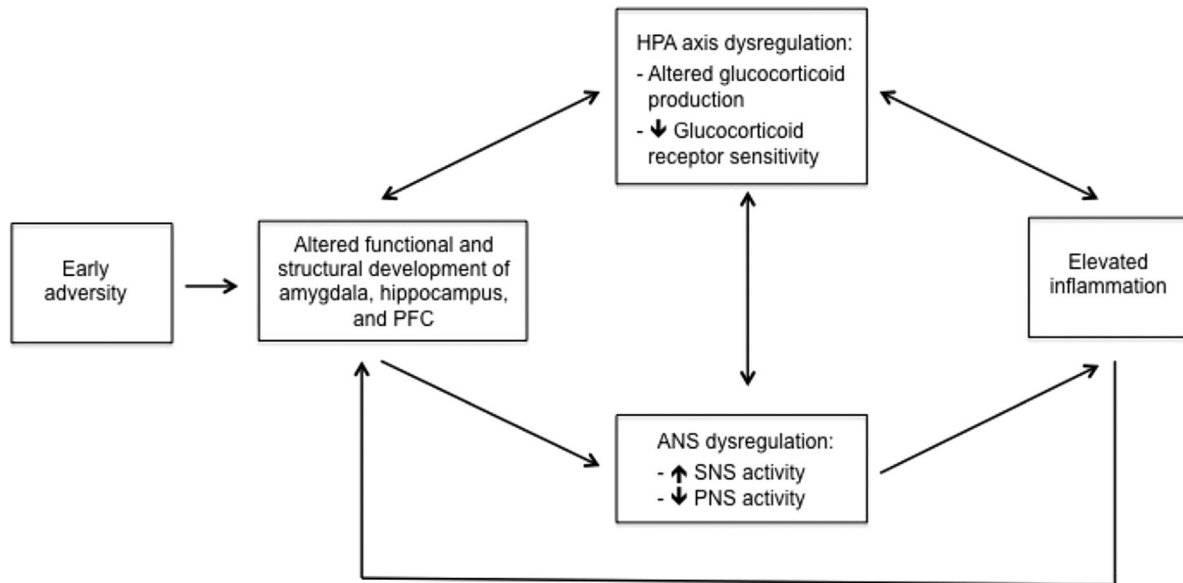 HPA axis dysregulation:
- Altered glucocorticoid
production
- ↓ Glucocorticoid
receptor sensitivity
Early
adversity
Altered functional and
structural development of
amygdala, hippocampus,
and PFC
Elevated
inflammation
ANS dysregulation:
- ↑ SNS activity
- ↓ PNS activity